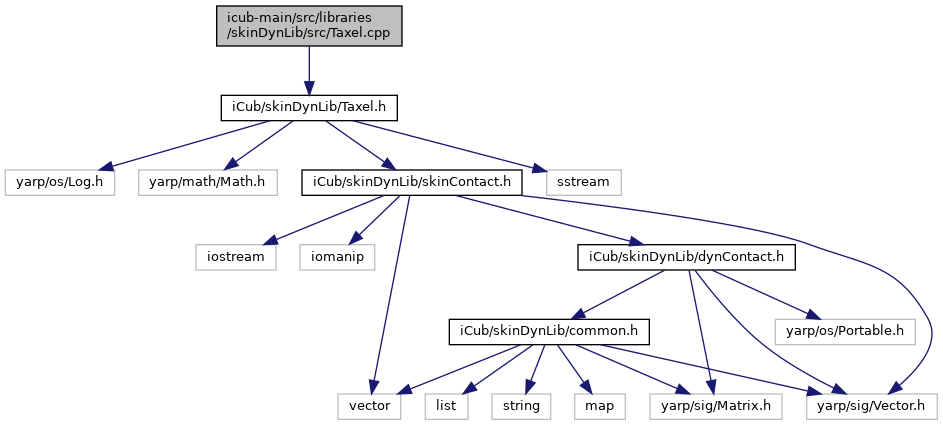 icub-main/src/libraries
/skinDynLib/src/Taxel.cpp
iCub/skinDynLib/Taxel.h
yarp/os/Log.h
yarp/math/Math.h
iCub/skinDynLib/skinContact.h
sstream
iostream
iomanip
iCub/skinDynLib/dynContact.h
iCub/skinDynLib/common.h
yarp/os/Portable.h
vector
list
string
map
yarp/sig/Matrix.h
yarp/sig/Vector.h